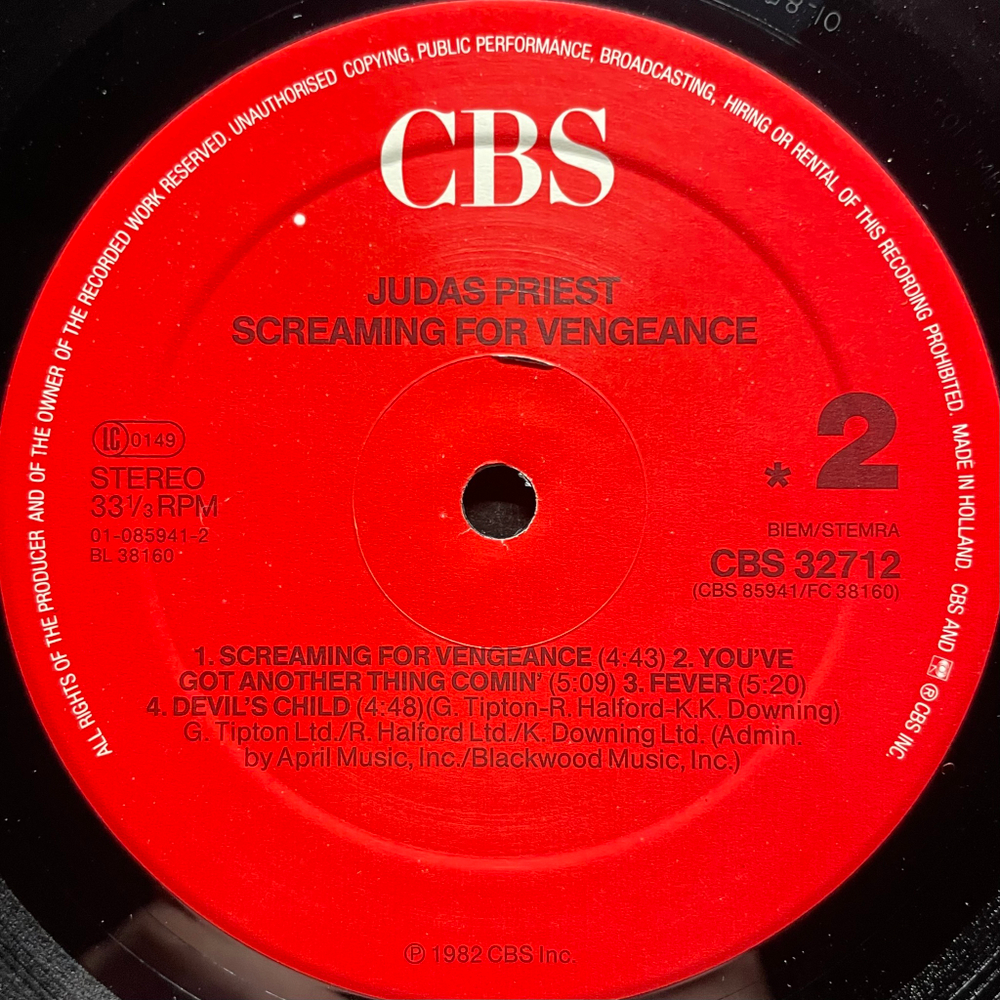 ALL RIGHTS OF THE PRODUCER AND OF THE OWNER OF THE RECORDED WORK RESERVED. UNAUTHORISED COPYING, PUBLIC PERFORMANCE, BROADCASTING, HIRING OR RENTAL OF THIS RECORDING PROHIBITED. MADE IN HOLLAND. CBS AND ℗ CBS INC.
CBS
JUDAS PRIEST
SCREAMING FOR VENGEANCE
LC 0149
STEREO
33⅓ RPM
01-085941-2
BL 38160
* 2
BIEM/STEMRA
CBS 32712
(CBS 85941/FC 38160)
1. SCREAMING FOR VENGEANCE (4:43) 2. YOU'VE
GOT ANOTHER THING COMIN' (5:09) 3. FEVER (5:20)
4. DEVIL'S CHILD (4:48)(G. Tipton-R. Halford-K.K. Downing)
G. Tipton Ltd./R. Halford Ltd./K. Downing Ltd. (Admin.
by April Music, Inc./Blackwood Music, Inc.)
℗ 1982 CBS Inc.